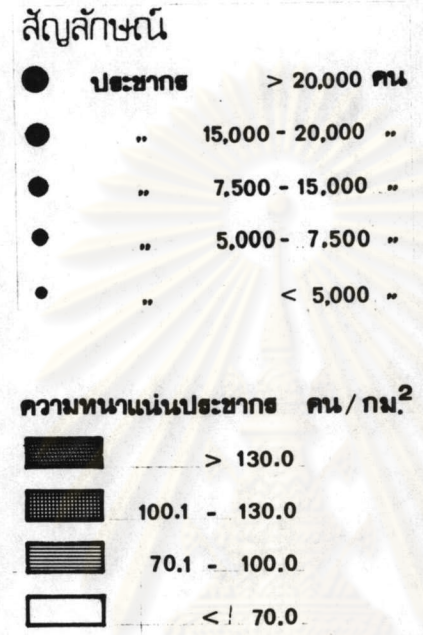 สัญลักษณ์
ประชากร > 20,000 คน
„ 15,000 - 20,000 „
„ 7,500 - 15,000 „
„ 5,000 - 7,500 „
„ < 5,000 „
ความหนาแน่นประชากร คน / กม.²
> 130.0
100.1 - 130.0
70.1 - 100.0
< 70.0